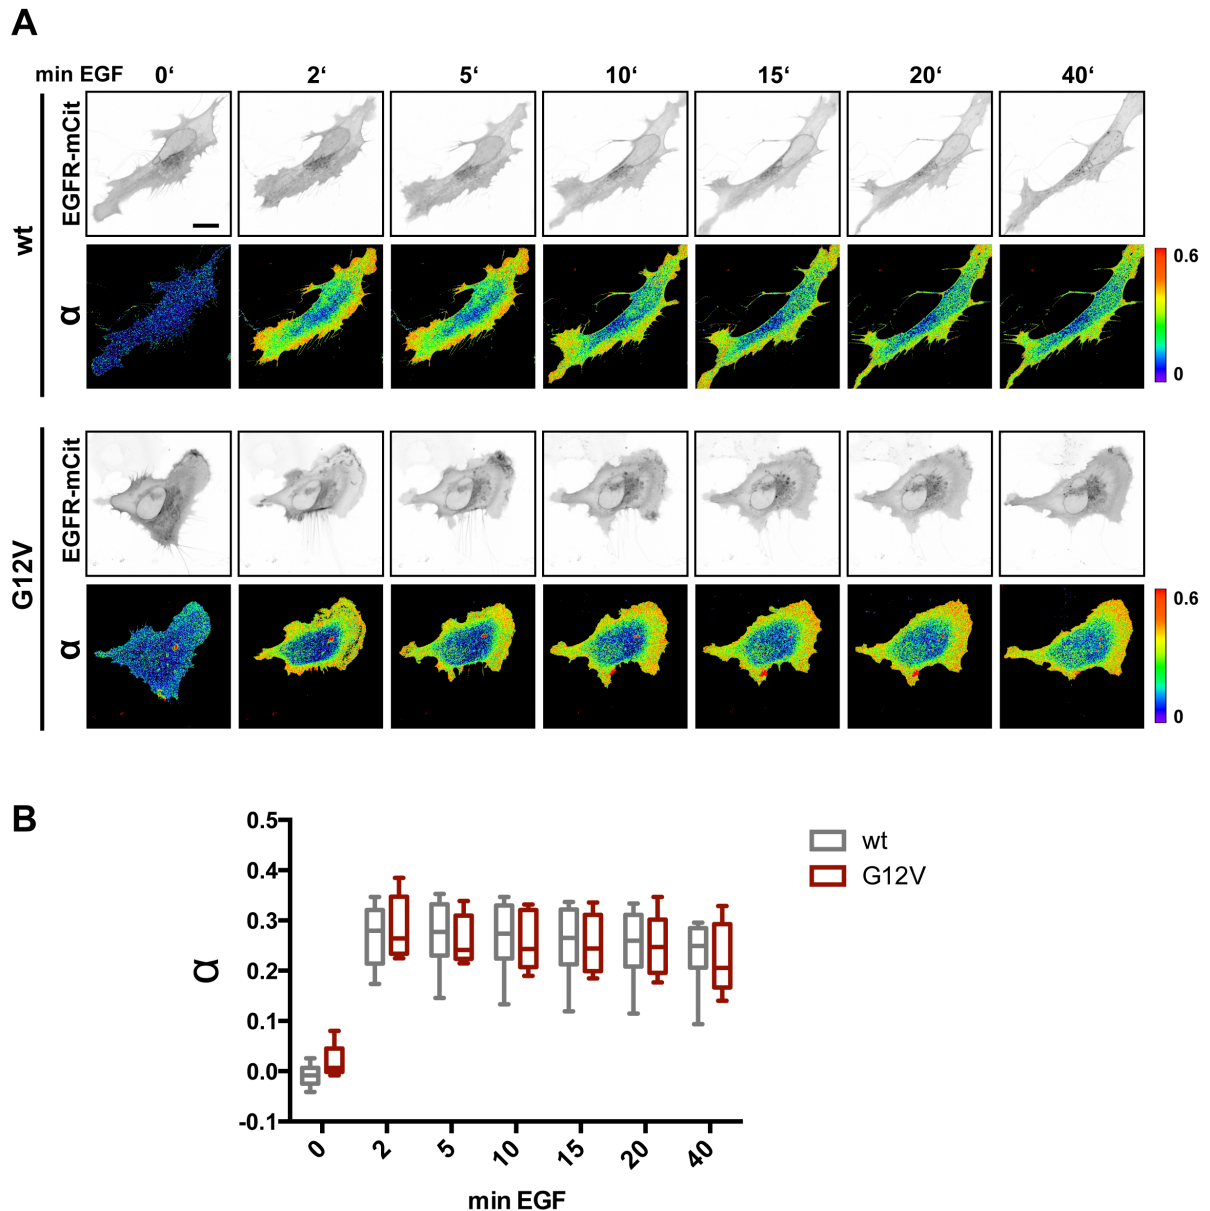 A
min EGF 0‘ 2‘ 5‘ 10‘ 15‘ 20‘ 40‘
wt
EGFR-mCit
α
0.6
0
G12V
EGFR-mCit
α
0.6
0
B
0.5
0.4
0.3
0.2
0.1
0.0
-0.1
α
0 2 5 10 15 20 40
min EGF
wt
G12V